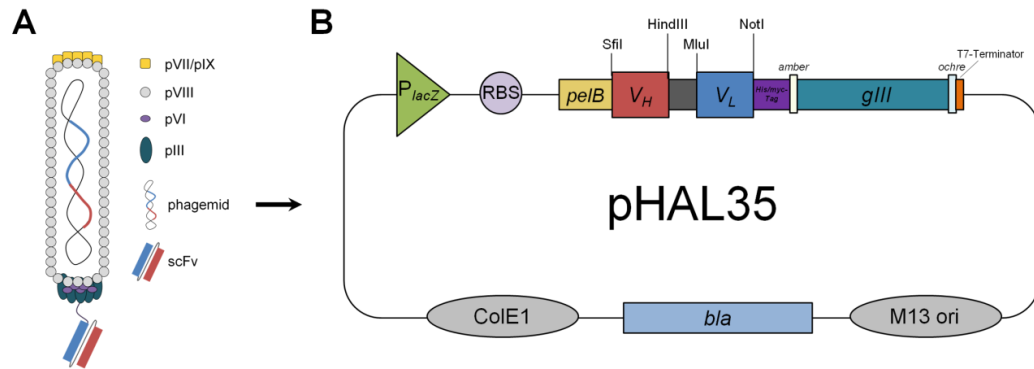 A
pVII/pIX
pVIII
pVI
pIII
phagemid
scFv
B
HindIII
NotI
SfiI
MluI
T7-Terminator
amber
ochre
PlacZ
RBS
pelB
VH
VL
His/myc-
Tag
gIII
pHAL35
ColE1
bla
M13 ori